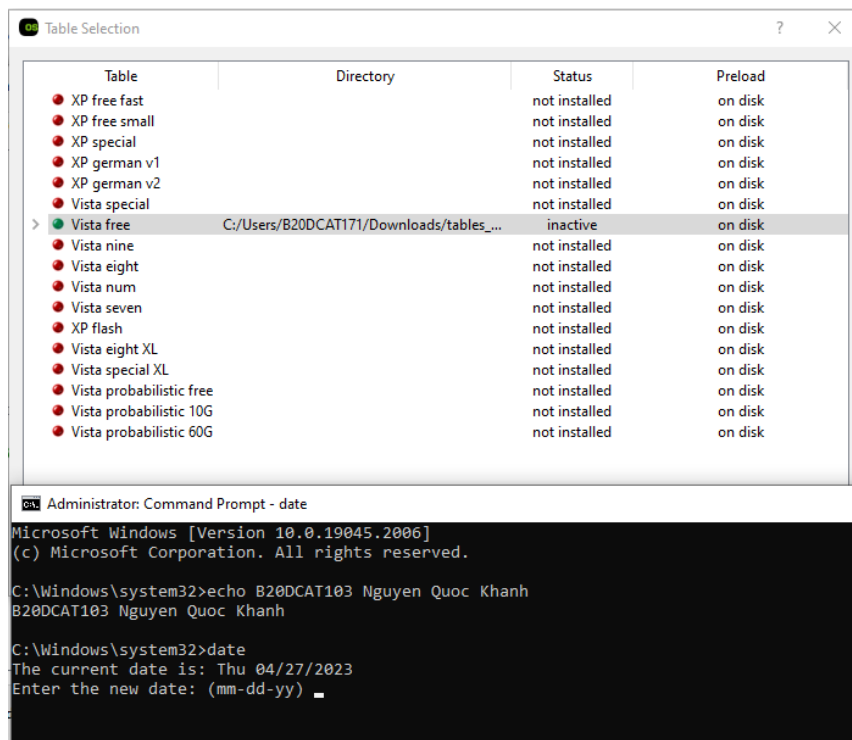 OS Table Selection ?
Table Directory Status Preload
XP free fast not installed on disk
XP free small not installed on disk
XP special not installed on disk
XP german v1 not installed on disk
XP german v2 not installed on disk
Vista special not installed on disk
Vista free C:/Users/B20DCAT171/Downloads/tables_... inactive on disk
Vista nine not installed on disk
Vista eight not installed on disk
Vista num not installed on disk
Vista seven not installed on disk
XP flash not installed on disk
Vista eight XL not installed on disk
Vista special XL not installed on disk
Vista probabilistic free not installed on disk
Vista probabilistic 10G not installed on disk
Vista probabilistic 60G not installed on disk
C:\. Administrator: Command Prompt - date
Microsoft Windows [Version 10.0.19045.2006]
(c) Microsoft Corporation. All rights reserved.
C:\Windows\system32>echo B20DCAT103 Nguyen Quoc Khanh
B20DCAT103 Nguyen Quoc Khanh
C:\Windows\system32>date
The current date is: Thu 04/27/2023
Enter the new date: (mm-dd-yy)